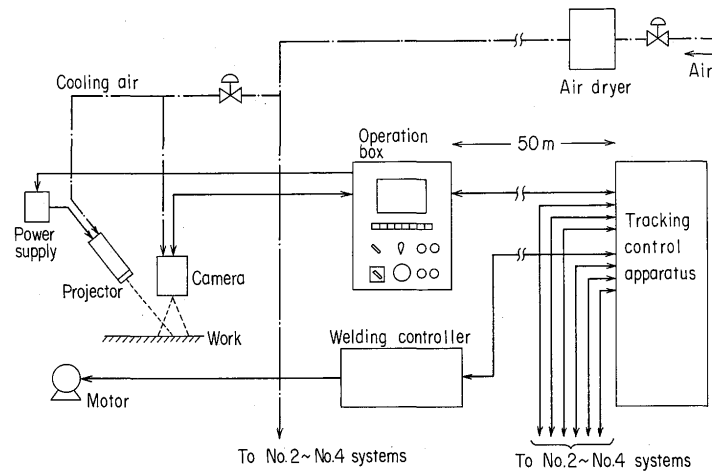 Air
Air dryer
Cooling air
Operation
box
50m
Tracking
control
apparatus
Power
supply
Projector
Camera
Work
Welding controller
Motor
To No.2~No.4 systems
To No.2~No.4 systems